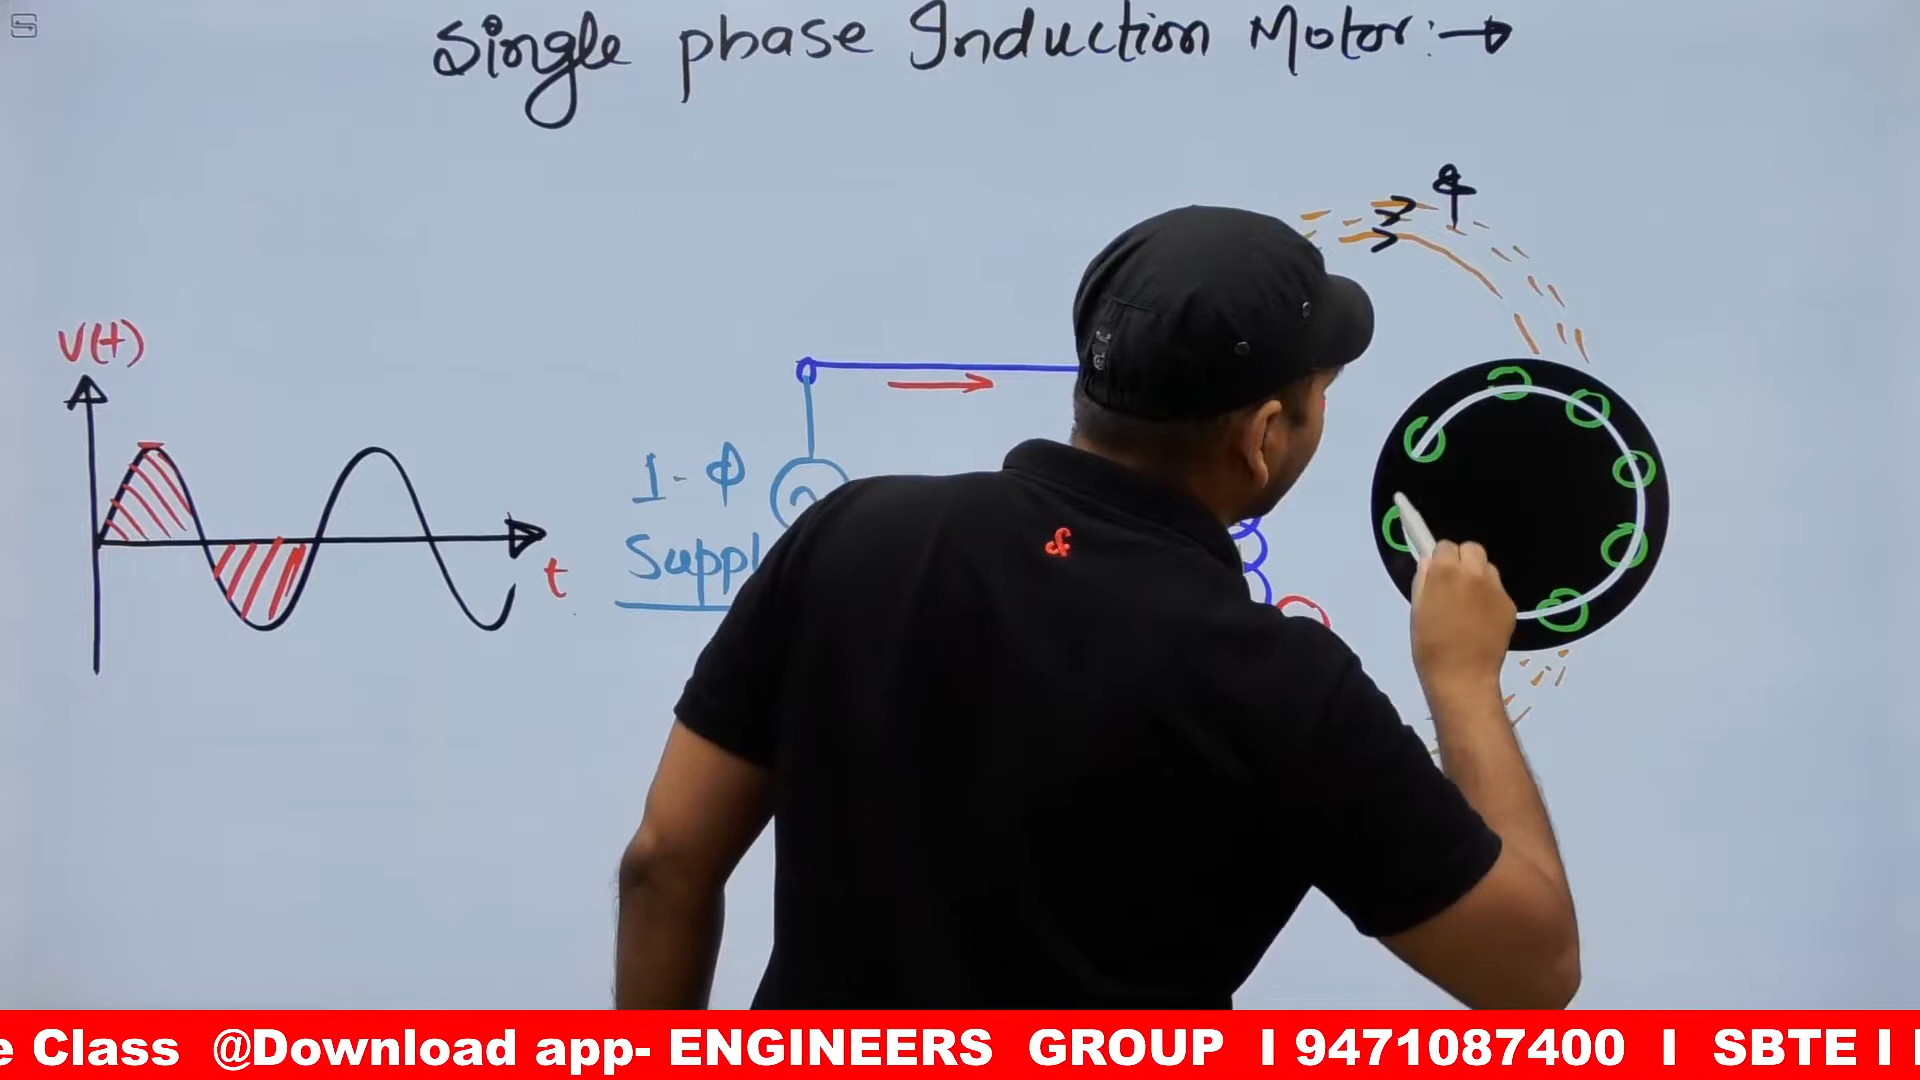 Single phase Induction Motor:→
Φ
V(t)
1-Φ
Suppl
t
e Class @Download app- ENGINEERS GROUP I 9471087400 I SBTE I